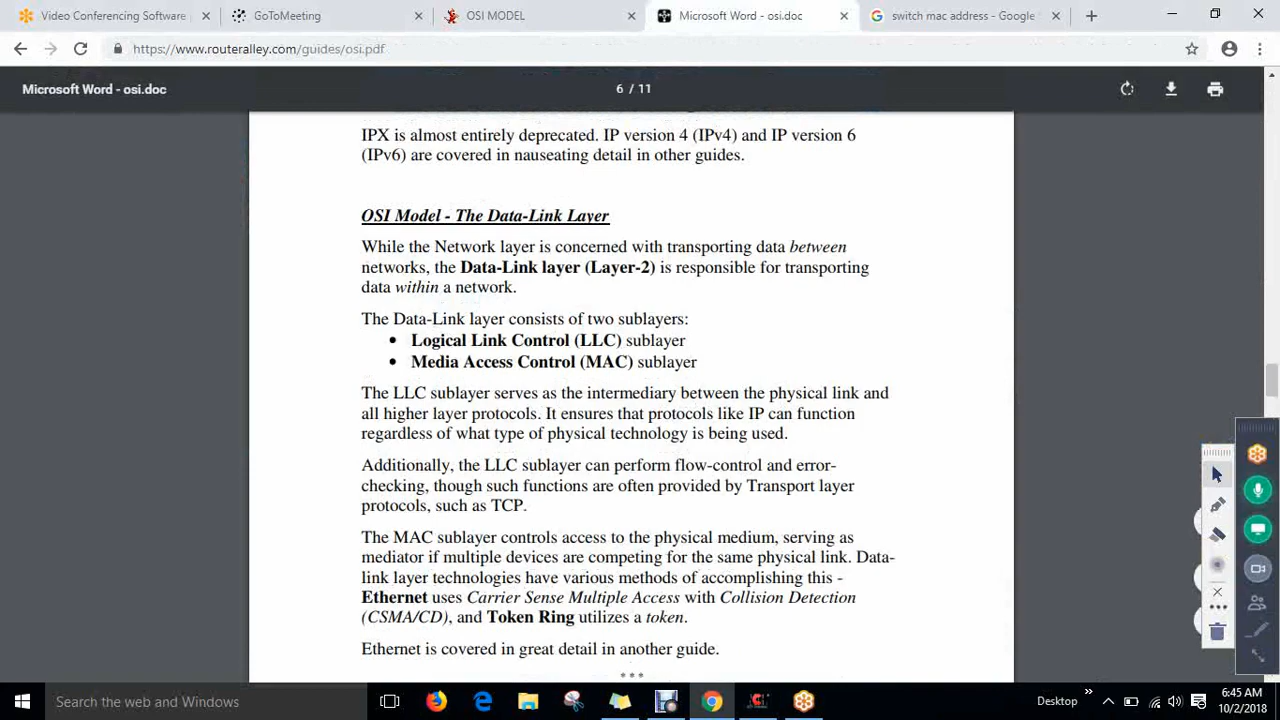 Video Conferencing Software
GoToMeeting
OSI MODEL
Microsoft Word - osi.doc
switch mac address - Google
https://www.routeralley.com/guides/osi.pdf
Microsoft Word - osi.doc
6 / 11
IPX is almost entirely deprecated. IP version 4 (IPv4) and IP version 6
(IPv6) are covered in nauseating detail in other guides.
OSI Model - The Data-Link Layer
While the Network layer is concerned with transporting data between
networks, the Data-Link layer (Layer-2) is responsible for transporting
data within a network.
The Data-Link layer consists of two sublayers:
• Logical Link Control (LLC) sublayer
• Media Access Control (MAC) sublayer
The LLC sublayer serves as the intermediary between the physical link and
all higher layer protocols. It ensures that protocols like IP can function
regardless of what type of physical technology is being used.
Additionally, the LLC sublayer can perform flow-control and error-
checking, though such functions are often provided by Transport layer
protocols, such as TCP.
The MAC sublayer controls access to the physical medium, serving as
mediator if multiple devices are competing for the same physical link. Data-
link layer technologies have various methods of accomplishing this -
Ethernet uses Carrier Sense Multiple Access with Collision Detection
(CSMA/CD), and Token Ring utilizes a token.
Ethernet is covered in great detail in another guide.
* * *
Search the web and Windows
Desktop
6:45 AM
10/2/2018